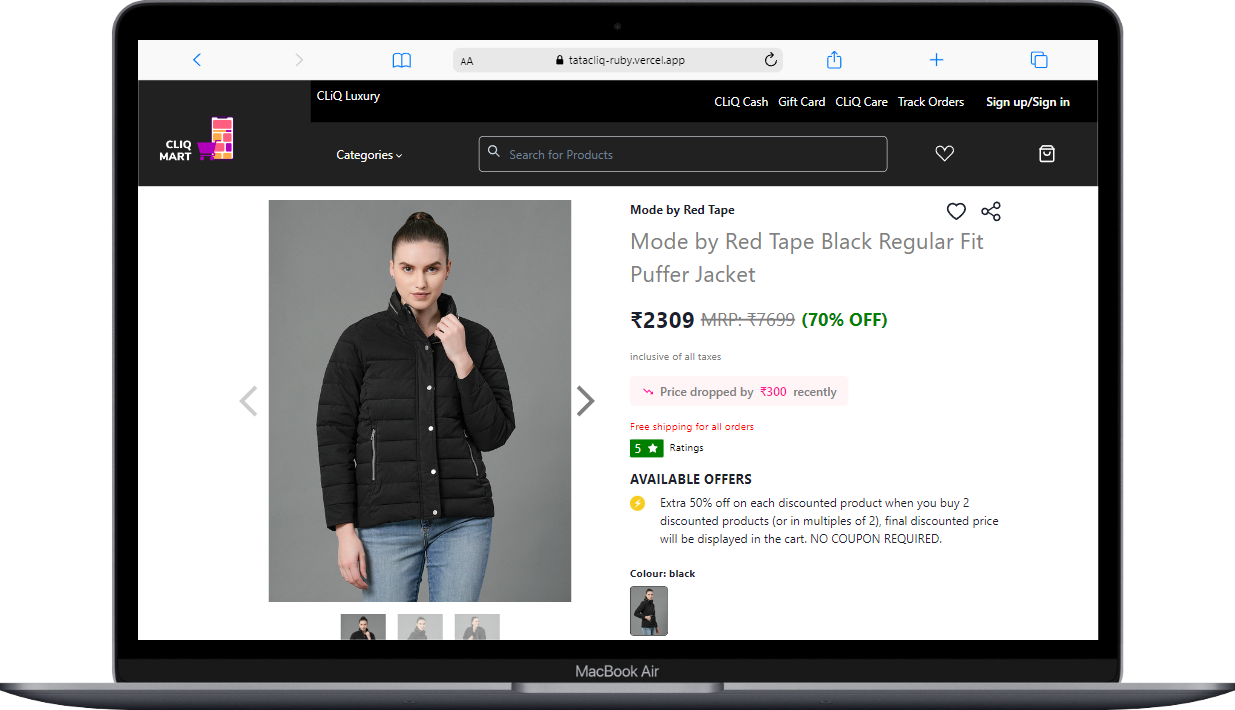 AA
tatacliq-ruby.vercel.app
CLiQ Luxury
CLiQ Cash Gift Card CLiQ Care Track Orders Sign up/Sign in
CLIQ
MART
Categories
Search for Products
Mode by Red Tape
Mode by Red Tape Black Regular Fit
Puffer Jacket
₹2309 MRP: ₹7699 (70% OFF)
inclusive of all taxes
Price dropped by ₹300 recently
Free shipping for all orders
5 Ratings
AVAILABLE OFFERS
Extra 50% off on each discounted product when you buy 2
discounted products (or in multiples of 2), final discounted price
will be displayed in the cart. NO COUPON REQUIRED.
Colour: black
MacBook Air